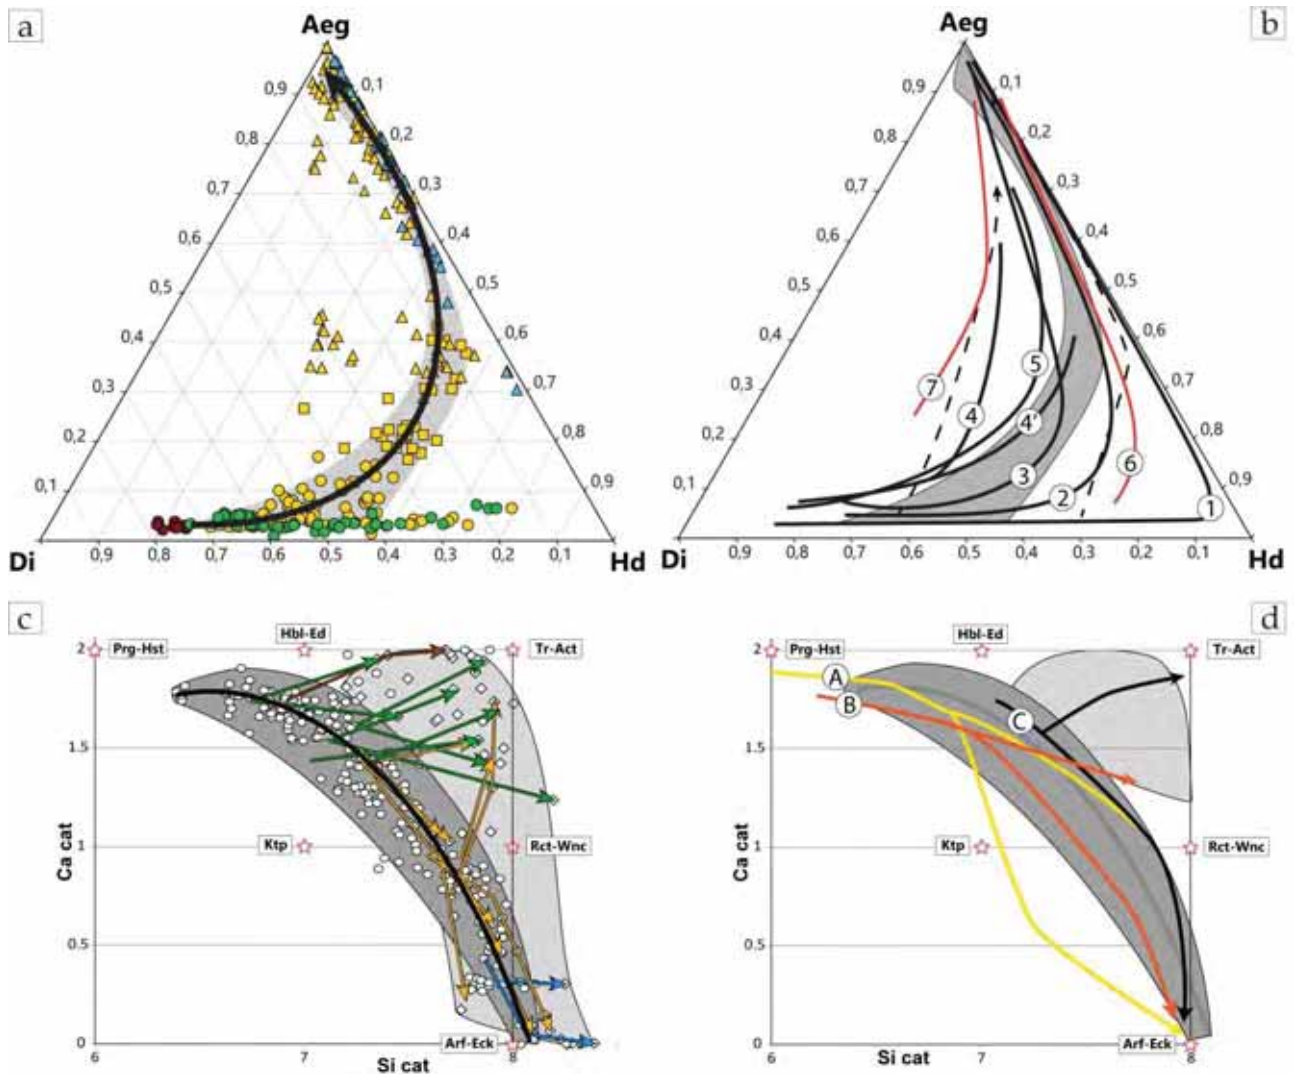 a
Aeg
0,9
0,1
0,8
0,2
0,7
0,3
0,6
0,4
0,5
0,5
0,4
0,6
0,3
0,7
0,2
0,8
0,1
0,9
Di
0,9
0,8
0,7
0,6
0,5
0,4
0,3
0,2
0,1
Hd
b
Aeg
0,9
0,1
0,8
0,2
0,7
0,3
0,6
0,4
0,5
0,5
0,4
0,6
0,3
0,7
0,2
0,8
0,1
0,9
7
5
4
4'
3
2
6
1
Di
0,9
0,8
0,7
0,6
0,5
0,4
0,3
0,2
0,1
Hd
c
Hbl-Ed
2
Prg-Hst
Tr-Act
1.5
Ktp
1
Rct-Wnc
Ca cat
0.5
0
Arf-Eck
6
7
8
Si cat
d
Hbl-Ed
2
Prg-Hst
Tr-Act
A
B
C
1.5
Ktp
1
Rct-Wnc
Ca cat
0.5
0
Arf-Eck
6
7
8
Si cat